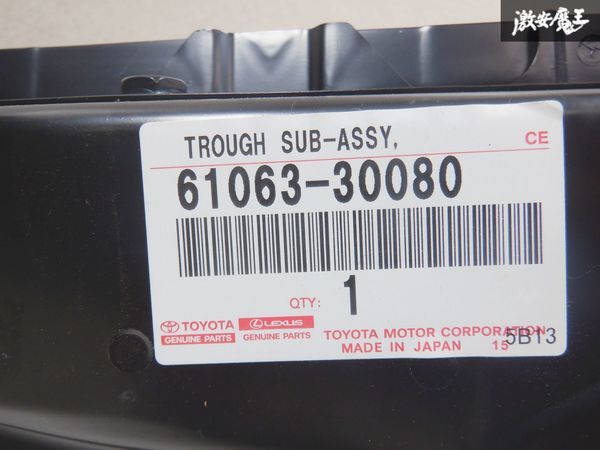 激安魔王
TROUGH SUB-ASSY,
CE
61063-30080
QTY: 1
TOYOTA LEXUS
GENUINE PARTS GENUINE PARTS
TOYOTA MOTOR CORPORATION
MADE IN JAPAN 15
5B13